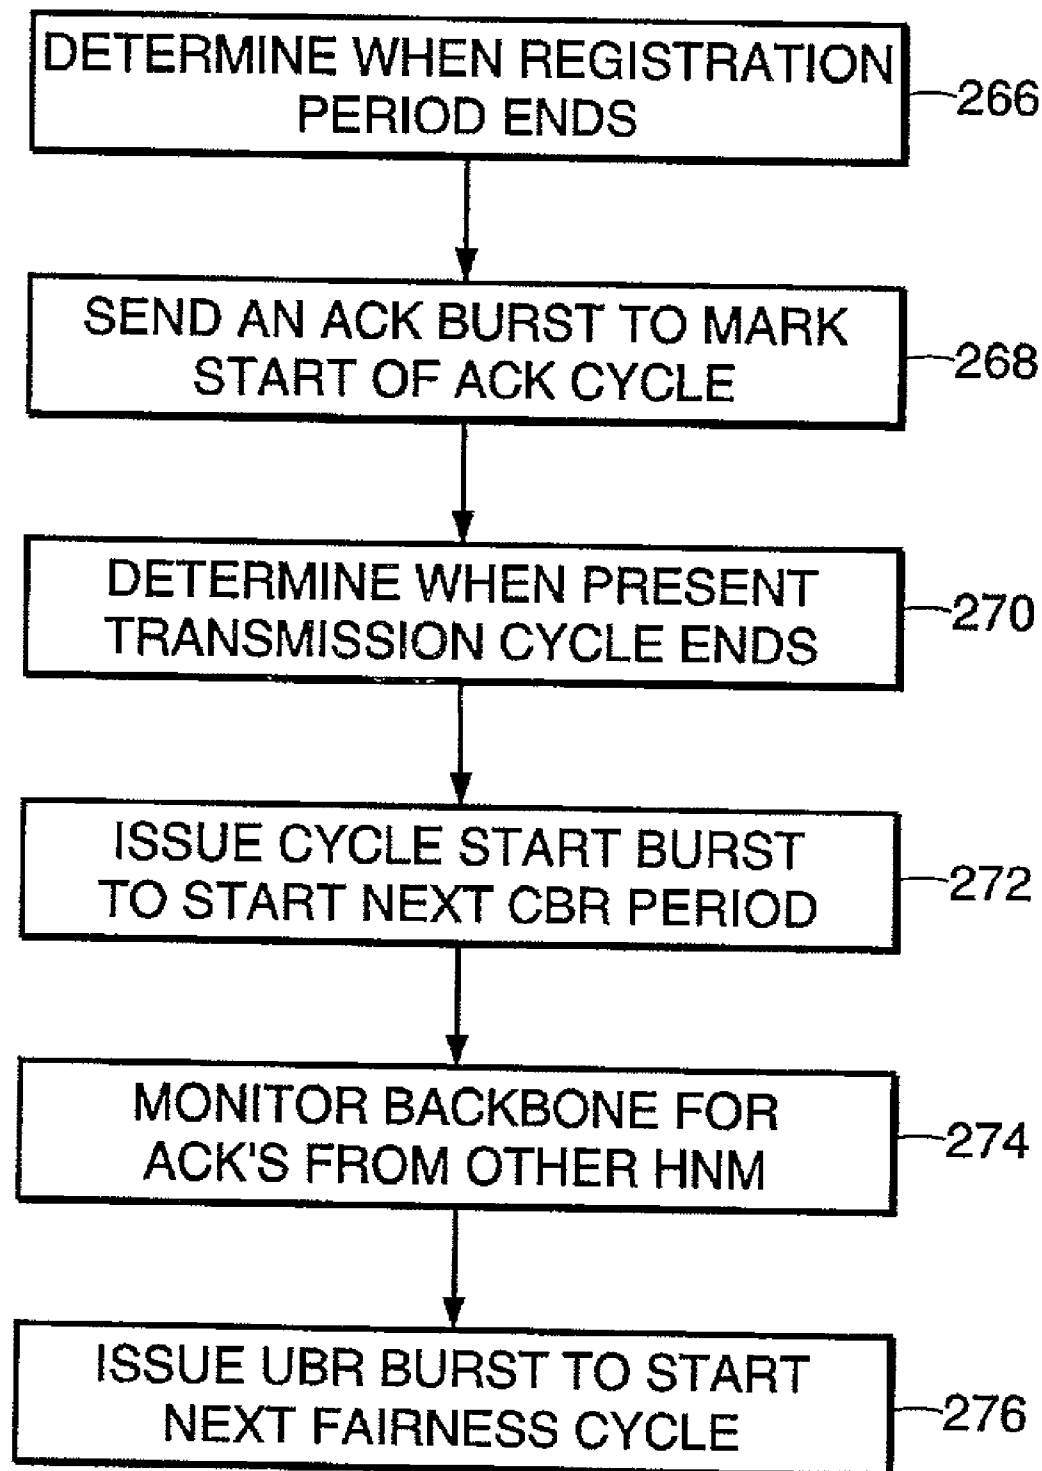 DETERMINE WHEN REGISTRATION
PERIOD ENDS
266
SEND AN ACK BURST TO MARK
START OF ACK CYCLE
268
DETERMINE WHEN PRESENT
TRANSMISSION CYCLE ENDS
270
ISSUE CYCLE START BURST
TO START NEXT CBR PERIOD
272
MONITOR BACKBONE FOR
ACK'S FROM OTHER HNM
274
ISSUE UBR BURST TO START
NEXT FAIRNESS CYCLE
276